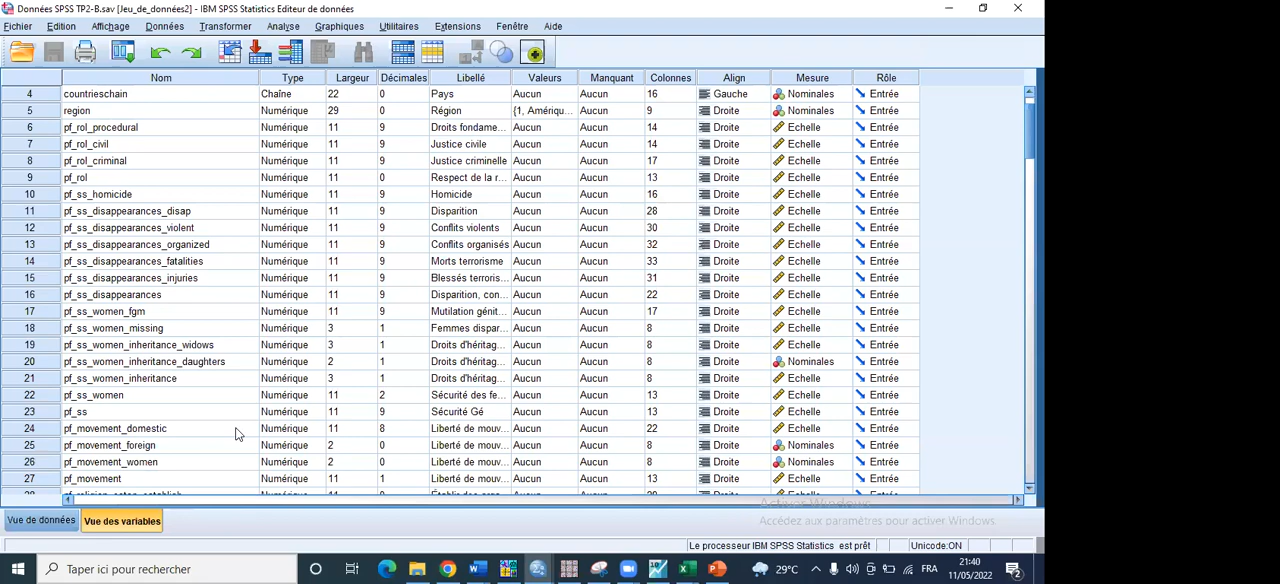 Données SPSS TP2-B.sav [Jeu_de_données2] - IBM SPSS Statistics Editeur de données
Fichier Edition Affichage Données Transformer Analyse Graphiques Utilitaires Extensions Fenêtre Aide
Nom Type Largeur Décimales Libellé Valeurs Manquant Colonnes Align Mesure Rôle
4 countrieschain Chaîne 22 0 Pays Aucun Aucun 16 Gauche Nominales Entrée
5 region Numérique 29 0 Région {1, Amériqu... Aucun 9 Droite Nominales Entrée
6 pf_rol_procedural Numérique 11 9 Droits fondame... Aucun Aucun 14 Droite Echelle Entrée
7 pf_rol_civil Numérique 11 9 Justice civile Aucun Aucun 14 Droite Echelle Entrée
8 pf_rol_criminal Numérique 11 9 Justice criminelle Aucun Aucun 17 Droite Echelle Entrée
9 pf_rol Numérique 11 0 Respect de la r... Aucun Aucun 13 Droite Echelle Entrée
10 pf_ss_homicide Numérique 11 9 Homicide Aucun Aucun 16 Droite Echelle Entrée
11 pf_ss_disappearances_disap Numérique 11 9 Disparition Aucun Aucun 28 Droite Echelle Entrée
12 pf_ss_disappearances_violent Numérique 11 9 Conflits violents Aucun Aucun 30 Droite Echelle Entrée
13 pf_ss_disappearances_organized Numérique 11 9 Conflits organisés Aucun Aucun 32 Droite Echelle Entrée
14 pf_ss_disappearances_fatalities Numérique 11 9 Morts terrorisme Aucun Aucun 33 Droite Echelle Entrée
15 pf_ss_disappearances_injuries Numérique 11 9 Blessés terroris... Aucun Aucun 31 Droite Echelle Entrée
16 pf_ss_disappearances Numérique 11 9 Disparition, con... Aucun Aucun 22 Droite Echelle Entrée
17 pf_ss_women_fgm Numérique 11 9 Mutilation génit... Aucun Aucun 17 Droite Echelle Entrée
18 pf_ss_women_missing Numérique 3 1 Femmes dispar... Aucun Aucun 8 Droite Echelle Entrée
19 pf_ss_women_inheritance_widows Numérique 3 1 Droits d'héritag... Aucun Aucun 8 Droite Echelle Entrée
20 pf_ss_women_inheritance_daughters Numérique 2 1 Droits d'héritag... Aucun Aucun 8 Droite Nominales Entrée
21 pf_ss_women_inheritance Numérique 3 1 Droits d'héritag... Aucun Aucun 8 Droite Echelle Entrée
22 pf_ss_women Numérique 11 2 Sécurité des fe... Aucun Aucun 13 Droite Echelle Entrée
23 pf_ss Numérique 11 9 Sécurité Gé Aucun Aucun 13 Droite Echelle Entrée
24 pf_movement_domestic Numérique 11 8 Liberté de mouv... Aucun Aucun 22 Droite Echelle Entrée
25 pf_movement_foreign Numérique 2 0 Liberté de mouv... Aucun Aucun 8 Droite Nominales Entrée
26 pf_movement_women Numérique 2 0 Liberté de mouv... Aucun Aucun 8 Droite Nominales Entrée
27 pf_movement Numérique 11 1 Liberté de mouv... Aucun Aucun 13 Droite Echelle Entrée
Activer Windows
Accédez aux paramètres pour activer Windows.
Vue de données Vue des variables
Le processeur IBM SPSS Statistics est prêt Unicode:ON
Taper ici pour rechercher 29°C FRA 21:40
11/05/2022 2